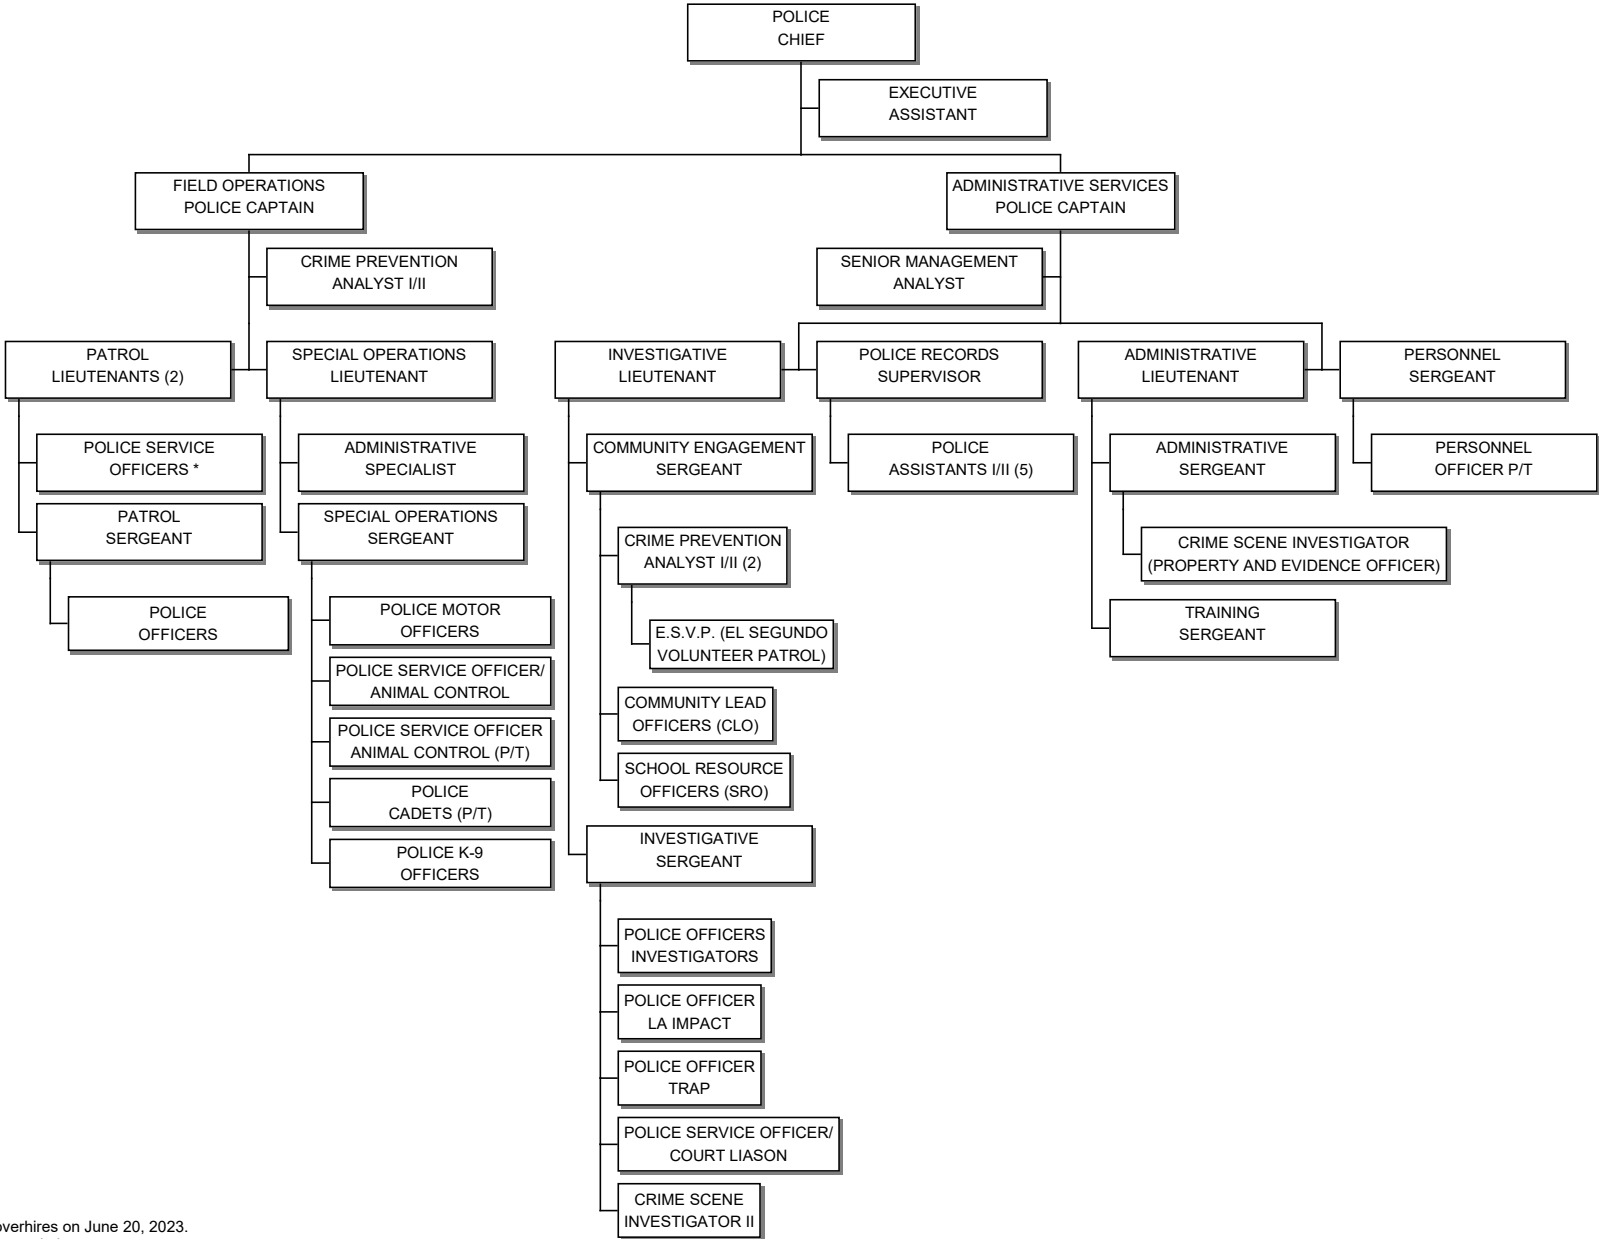 POLICE
CHIEF
EXECUTIVE
ASSISTANT
FIELD OPERATIONS
POLICE CAPTAIN
ADMINISTRATIVE SERVICES
POLICE CAPTAIN
CRIME PREVENTION
ANALYST I/II
SENIOR MANAGEMENT
ANALYST
PATROL
LIEUTENANTS (2)
SPECIAL OPERATIONS
LIEUTENANT
INVESTIGATIVE
LIEUTENANT
POLICE RECORDS
SUPERVISOR
ADMINISTRATIVE
LIEUTENANT
PERSONNEL
SERGEANT
POLICE SERVICE
OFFICERS *
PATROL
SERGEANT
POLICE
OFFICERS
ADMINISTRATIVE
SPECIALIST
SPECIAL OPERATIONS
SERGEANT
POLICE MOTOR
OFFICERS
POLICE SERVICE OFFICER/
ANIMAL CONTROL
POLICE SERVICE OFFICER
ANIMAL CONTROL (P/T)
POLICE
CADETS (P/T)
POLICE K-9
OFFICERS
COMMUNITY ENGAGEMENT
SERGEANT
CRIME PREVENTION
ANALYST I/II (2)
E.S.V.P. (EL SEGUNDO
VOLUNTEER PATROL)
COMMUNITY LEAD
OFFICERS (CLO)
SCHOOL RESOURCE
OFFICERS (SRO)
INVESTIGATIVE
SERGEANT
POLICE OFFICERS
INVESTIGATORS
POLICE OFFICER
LA IMPACT
POLICE OFFICER
TRAP
POLICE SERVICE OFFICER/
COURT LIASON
CRIME SCENE
INVESTIGATOR II
POLICE
ASSISTANTS I/II (5)
ADMINISTRATIVE
SERGEANT
CRIME SCENE INVESTIGATOR
(PROPERTY AND EVIDENCE OFFICER)
TRAINING
SERGEANT
PERSONNEL
OFFICER P/T
overhires on June 20, 2023.